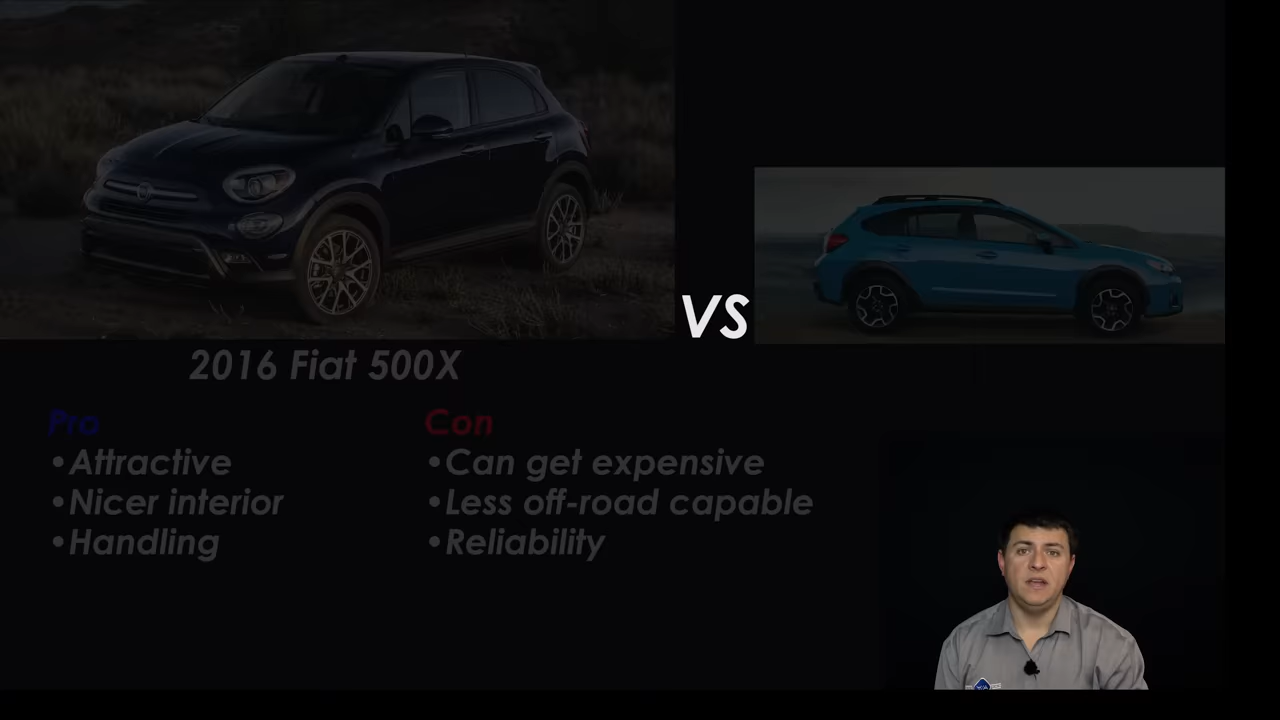 VS
2016 Fiat 500X
Pro
•Attractive
•Nicer interior
•Handling
Con
•Can get expensive
•Less off-road capable
•Reliability